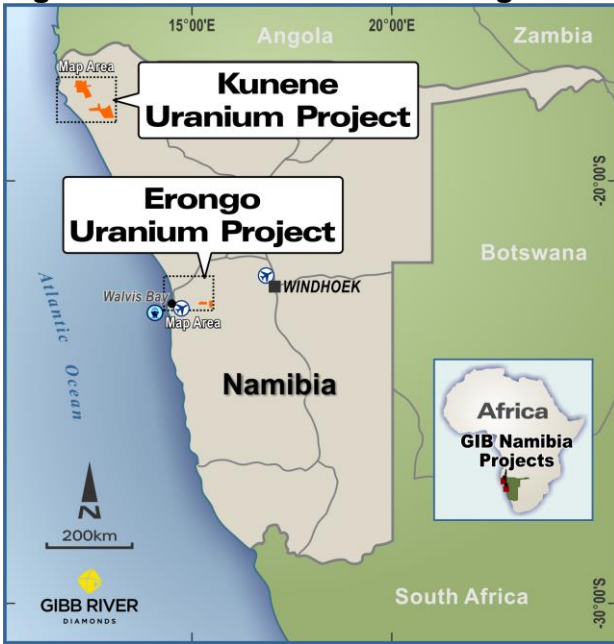 15°00'E
20°00'E
Angola
Zambia
Map Area
Kunene
Uranium Project
-20°00'S
Erongo
Uranium Project
Botswana
WINDHOEK
Walvis Bay
Map Area
Atlantic Ocean
Namibia
Africa
GIB Namibia
Projects
N
200km
GIBB RIVER
DIAMONDS
South Africa
-30°00'S